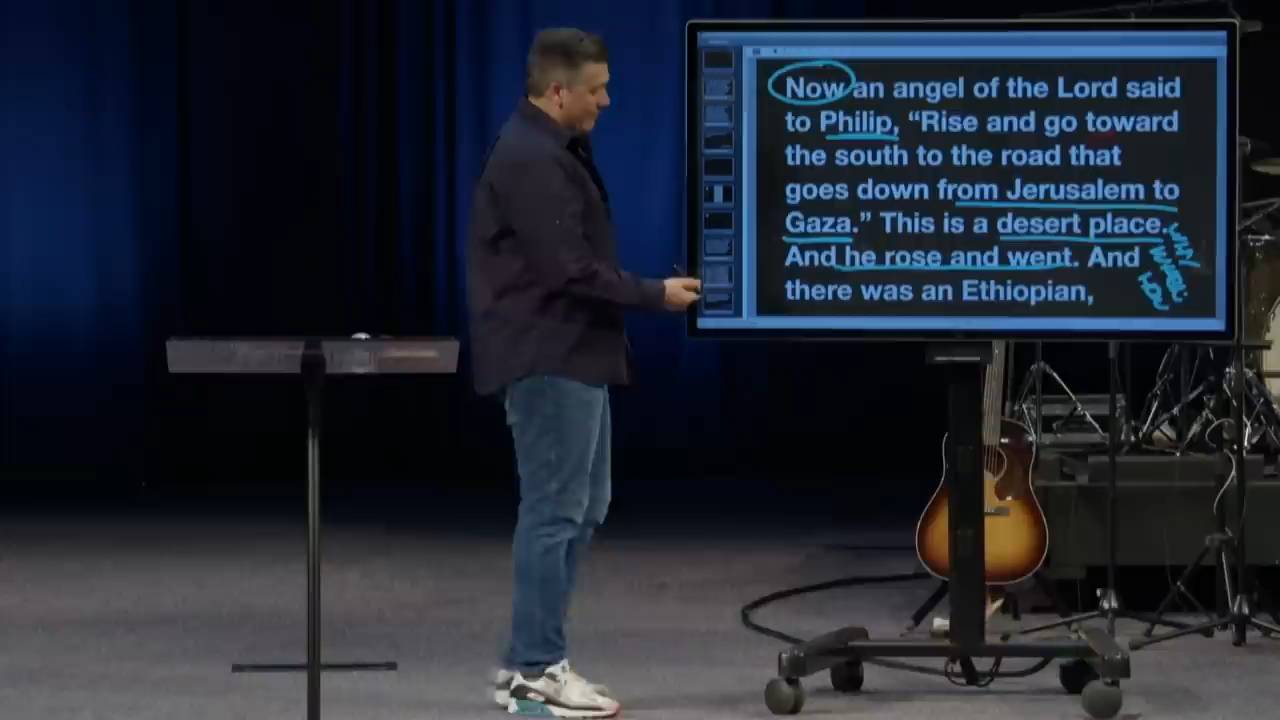 Now an angel of the Lord said
to Philip, “Rise and go toward
the south to the road that
goes down from Jerusalem to
Gaza.” This is a desert place.
And he rose and went. And
there was an Ethiopian,
WHY